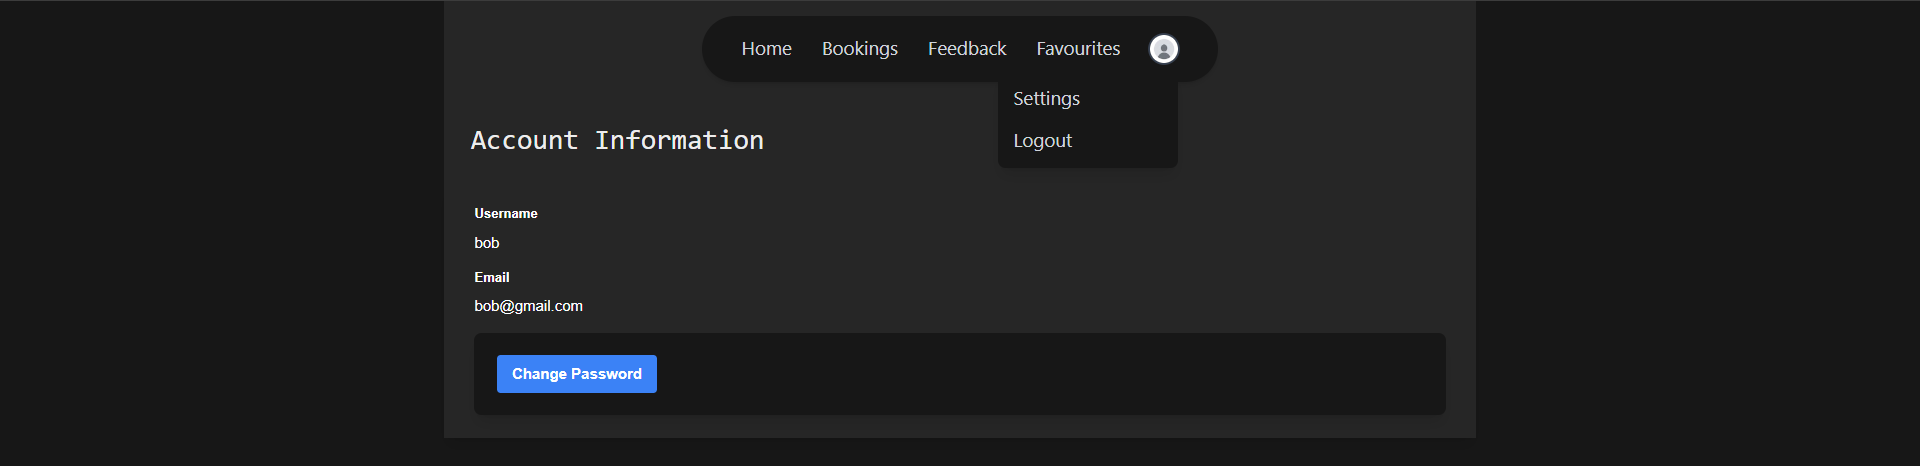 Home Bookings Feedback Favourites
Settings
Logout
Account Information
Username
bob
Email
bob@gmail.com
Change Password